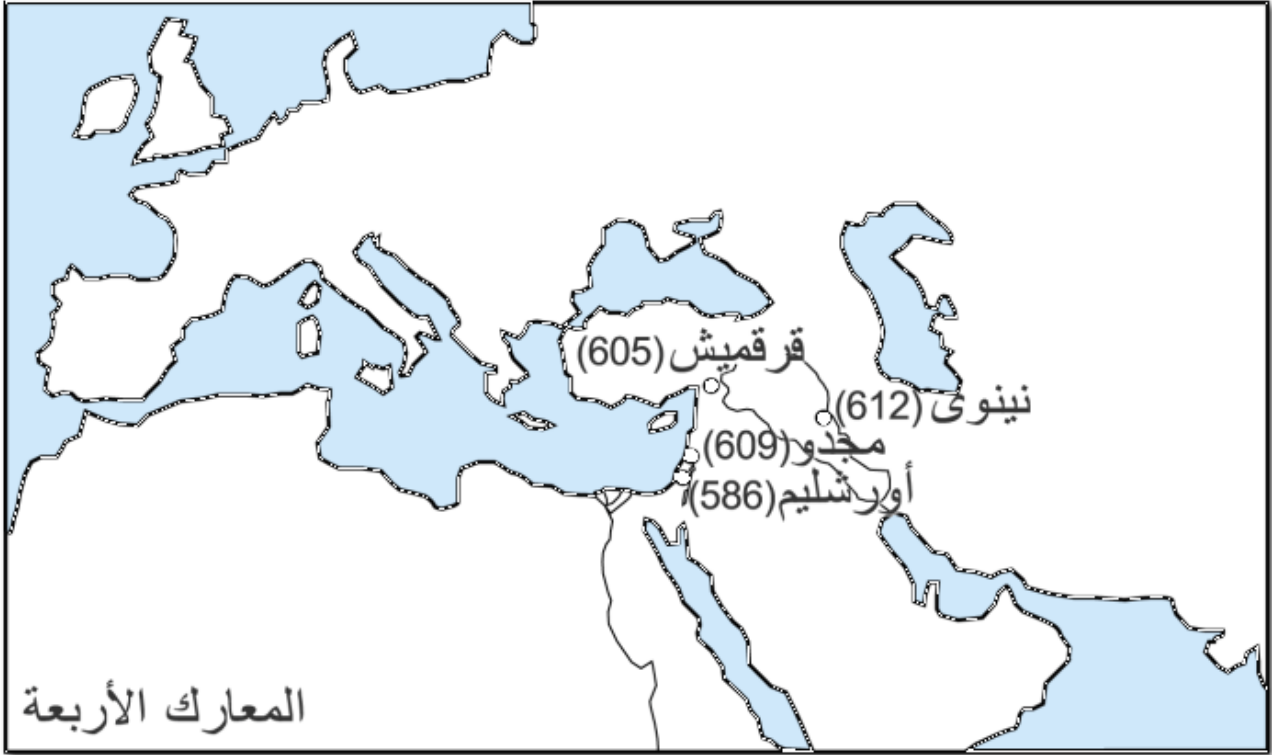 قرقميش (605)
نينوى (612)
مجدو (609)
أورشليم (586)
المعارك الأربعة